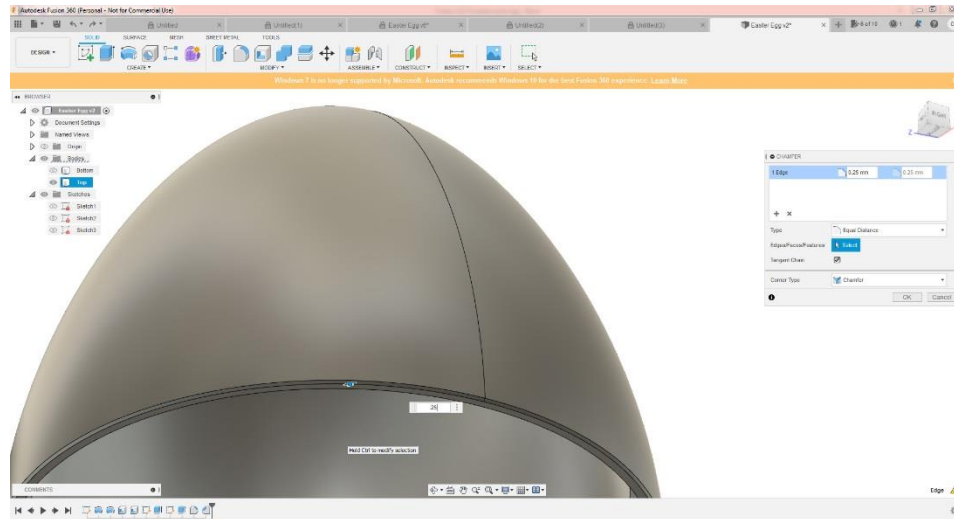 Autodesk Fusion 360 (Personal - Not for Commercial Use)
Untitled
Untitled(1)
Easter Egg v6*
Untitled(2)
Untitled(3)
Easter Egg v2*
8 of 10
1
SOLID SURFACE MESH SHEET METAL TOOLS
DESIGN
CREATE MODIFY ASSEMBLE CONSTRUCT INSPECT INSERT SELECT
Windows 7 is no longer supported by Microsoft. Autodesk recommends Windows 10 for the best Fusion 360 experience. Learn More
BROWSER
Easter Egg v2
Document Settings
Named Views
Origin
Bodies
Bottom
Top
Sketches
Sketch1
Sketch2
Sketch3
Z
CHAMFER
1 Edge 0.25 mm 0.25 mm
Type Equal Distance
Edges/Faces/Features Select
Tangent Chain
Corner Type Chamfer
OK Cancel
Hold Ctrl to modify selection
COMMENTS
Edge